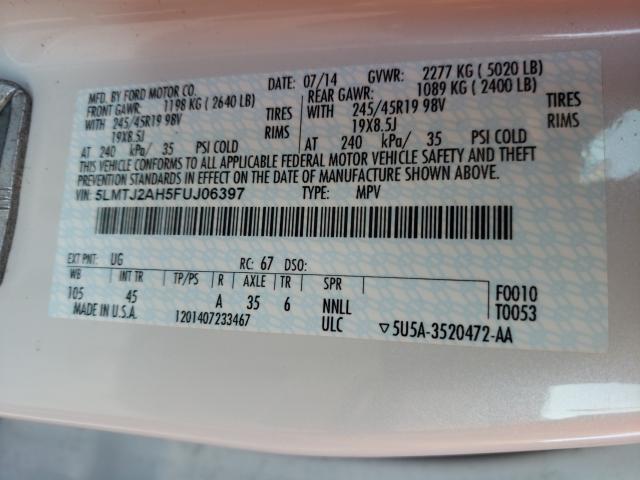 MFD. BY FORD MOTOR CO.
DATE: 07/14 GVWR: 2277 KG ( 5020 LB)
FRONT GAWR: 1198 KG ( 2640 LB)
REAR GAWR: 1089 KG ( 2400 LB)
WITH 245/45R19 98V TIRES
245/45R19 98V TIRES
WITH
19X8.5J RIMS
19X8.5J RIMS
AT 240 kPa/ 35 PSI COLD
AT 240 kPa/ 35 PSI COLD
THIS VEHICLE CONFORMS TO ALL APPLICABLE FEDERAL MOTOR VEHICLE SAFETY AND THEFT
PREVENTION STANDARDS IN EFFECT ON THE DATE OF MANUFACTURE SHOWN ABOVE.
VIN: 5LMTJ2AH5FUJ06397 TYPE: MPV
EXT PNT: UG RC: 67 DSO:
WB INT TR TP/PS R AXLE TR SPR
105 45 A 35 6 NNLL F0010
MADE IN U.S.A. 1201407233467 ULC T0053
▽5U5A-3520472-AA